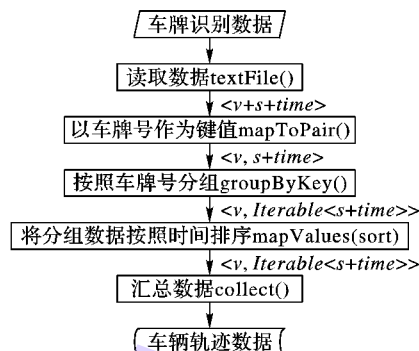 车牌识别数据
读取数据textFile()
<v+s+time>
以车牌号作为键值mapToPair()
<v, s+time>
按照车牌号分组groupByKey()
<v, Iterable<s+time>>
将分组数据按照时间排序mapValues(sort)
<v, Iterable<s+time>>
汇总数据collect()
车辆轨迹数据